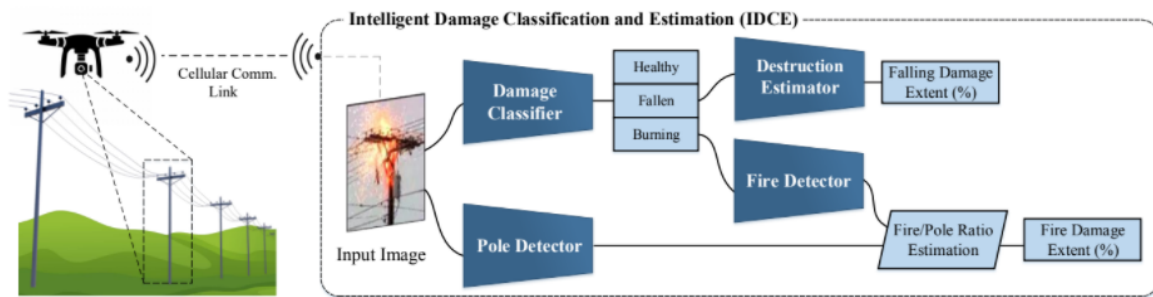 Intelligent Damage Classification and Estimation (IDCE)
Cellular Comm.
Link
Damage
Classifier
Healthy
Fallen
Burning
Destruction
Estimator
Falling Damage
Extent (%)
Fire Detector
Input Image
Pole Detector
Fire/Pole Ratio
Estimation
Fire Damage
Extent (%)